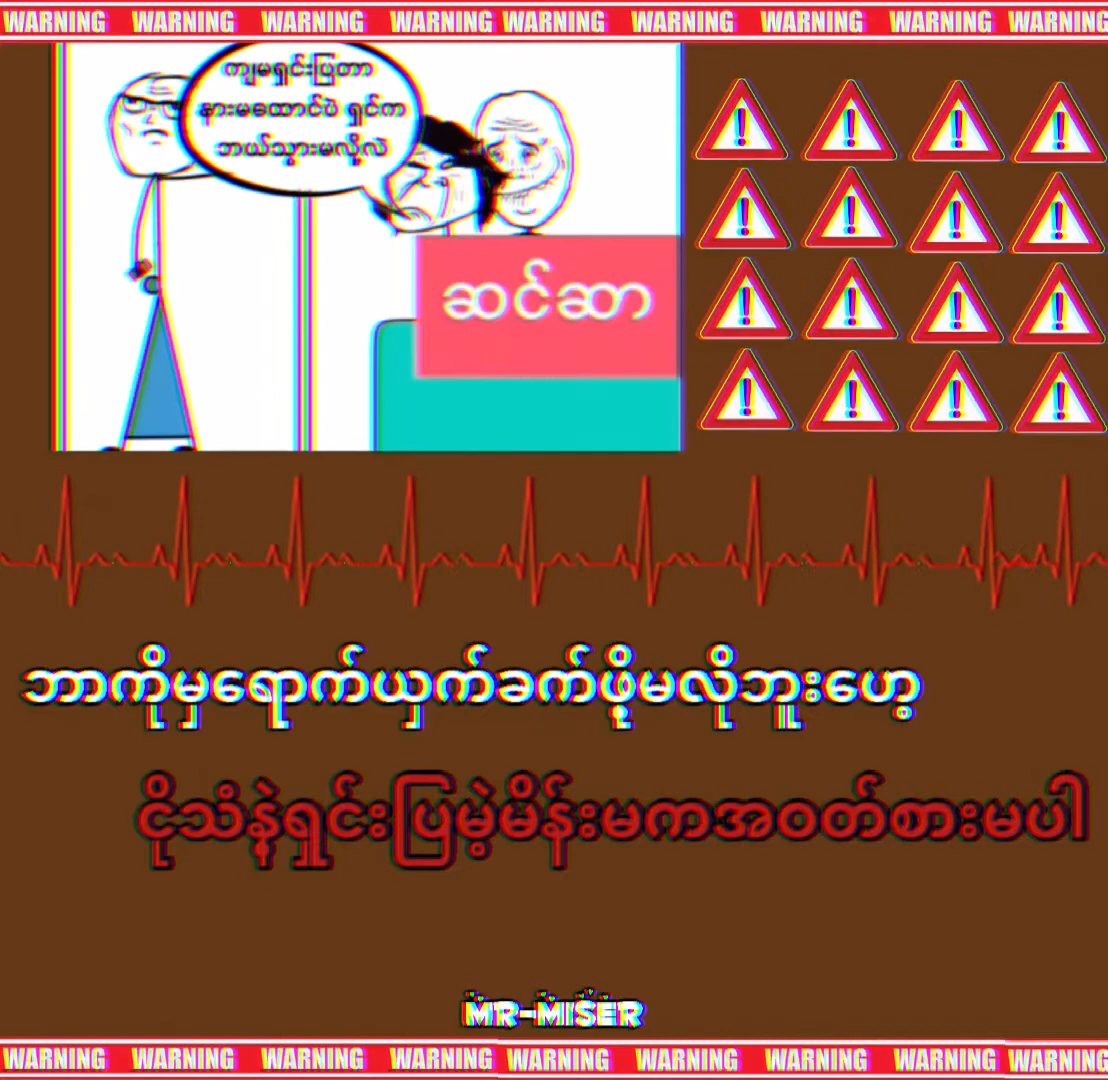 WARNING WARNING WARNING WARNING WARNING WARNING WARNING WARNING WARNING
ကျမရှင်းပြတာ
နားမထောင်ပဲ ရှင်က
ဘယ်သွားမလို့လဲ
ဆင်ဆာ
ဘာကိုမှရောက်ယှက်ခက်ဖို့မလိုဘူးဟေ့
ငိုသံနဲ့ရှင်းပြမဲ့မိန်းမကအဝတ်စားမပါ
MR-MISER
WARNING WARNING WARNING WARNING WARNING WARNING WARNING WARNING WARNING